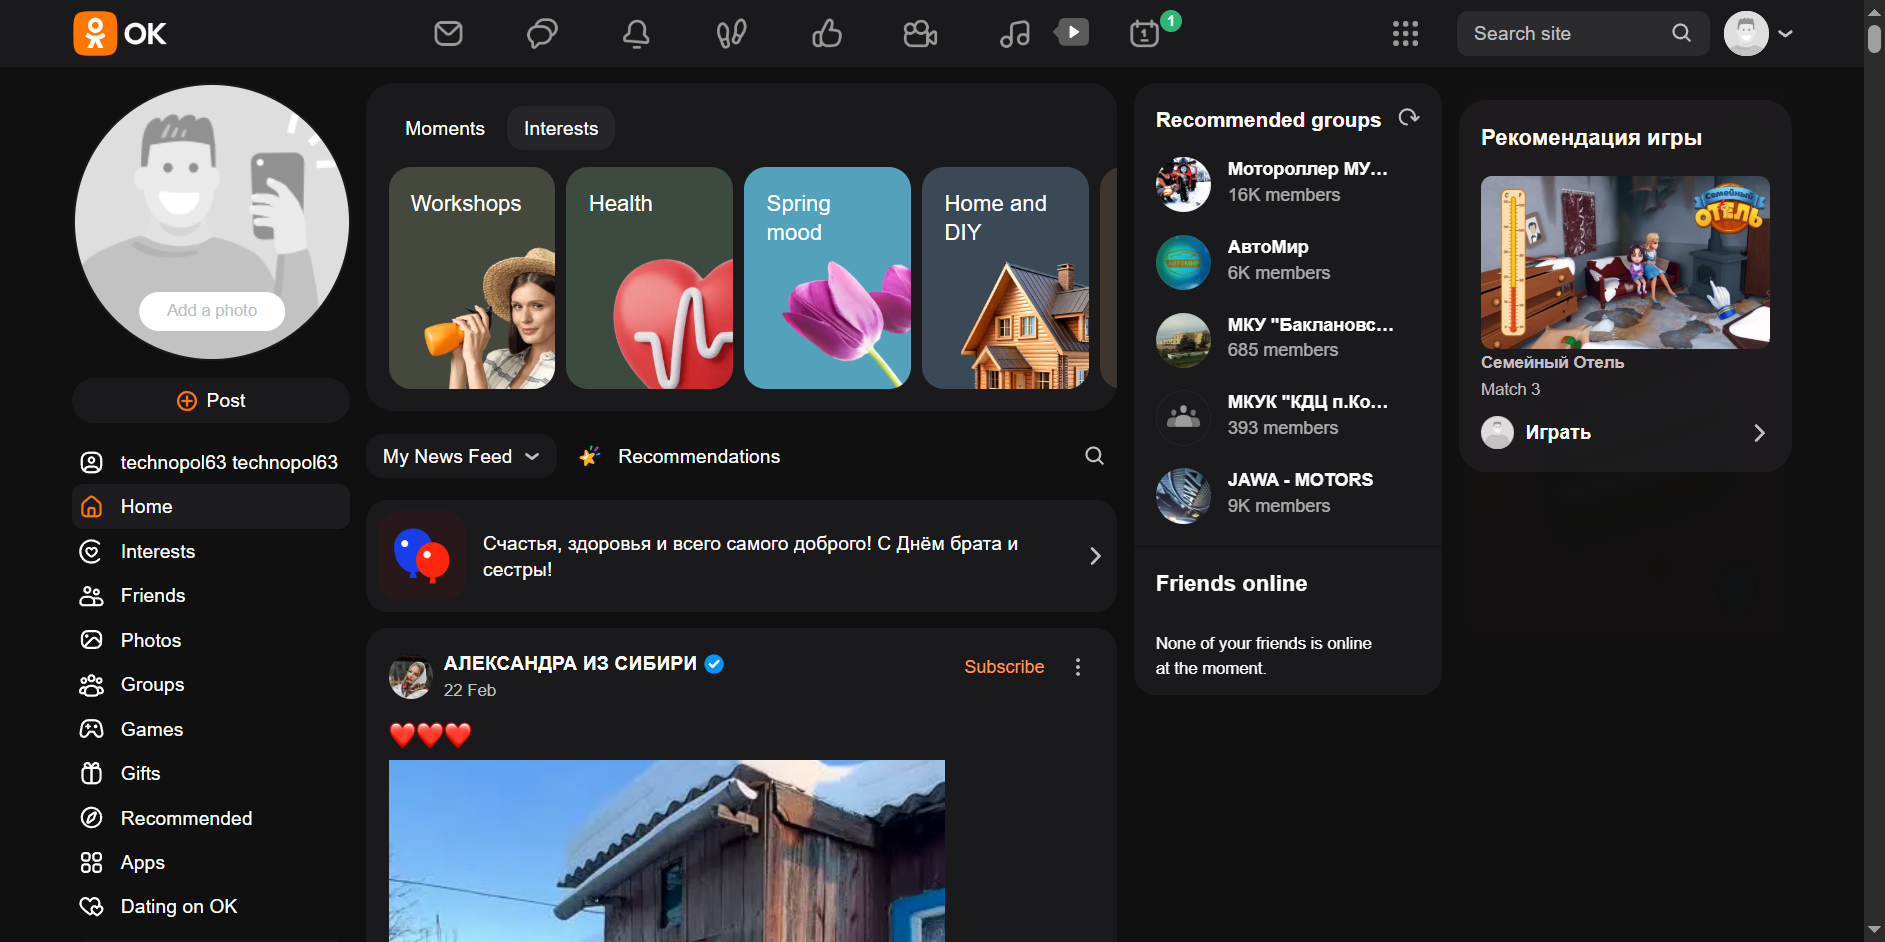 OK
1
1
Search site
Add a photo
Post
technopol63 technopol63
Home
Interests
Friends
Photos
Groups
Games
Gifts
Recommended
Apps
Dating on OK
Moments
Interests
Workshops
Health
Spring
mood
Home and
DIY
My News Feed
Recommendations
Счастья, здоровья и всего самого доброго! С Днём брата и
сестры!
АЛЕКСАНДРА ИЗ СИБИРИ
22 Feb
Subscribe
❤️❤️❤️
Recommended groups
Мотороллер МУ...
16K members
АвтоМир
6K members
МКУ "Баклановс...
685 members
МКУК "КДЦ п.Ко...
393 members
JAWA - MOTORS
9K members
Friends online
None of your friends is online
at the moment.
Рекомендация игры
Семейный
ОТЕЛЬ
Семейный Отель
Match 3
Играть